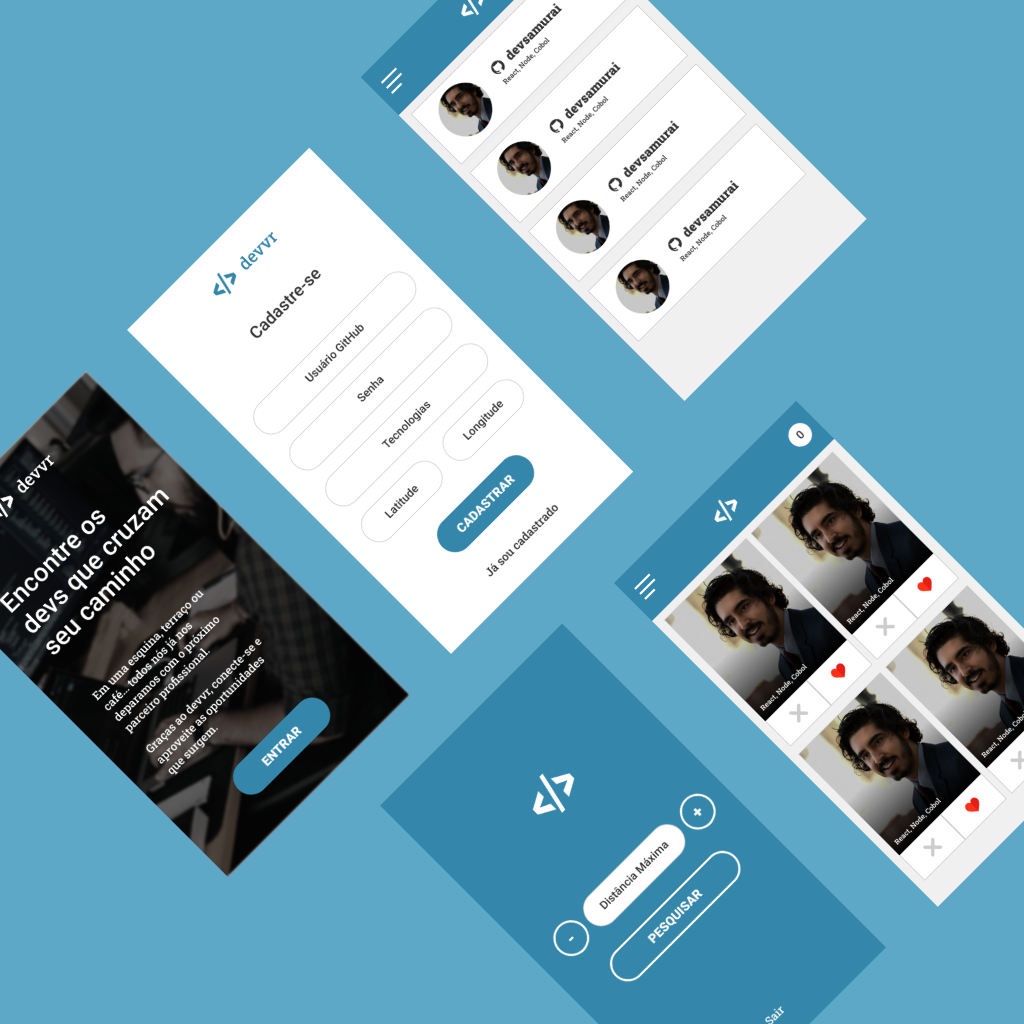 </>
devsamurai
React, Node, Cobol
devsamurai
React, Node, Cobol
devsamurai
React, Node, Cobol
devsamurai
React, Node, Cobol
</> devvr
Cadastre-se
Usuário GitHub
Senha
Tecnologias
Latitude
Longitude
CADASTRAR
Já sou cadastrado
</> devvr
Encontre os
devs que cruzam
seu caminho
Em uma esquina, terraço ou
café... todos nós já nos
deparamos com o próximo
parceiro profissional.
Graças ao devvr, conecte-se e
aproveite as oportunidades
que surgem.
ENTRAR
</>
0
React, Node, Cobol
React, Node, Cobol
React, Node, Cobol
React, Node, Cobol
</>
-
Distância Máxima
+
PESQUISAR
Sair